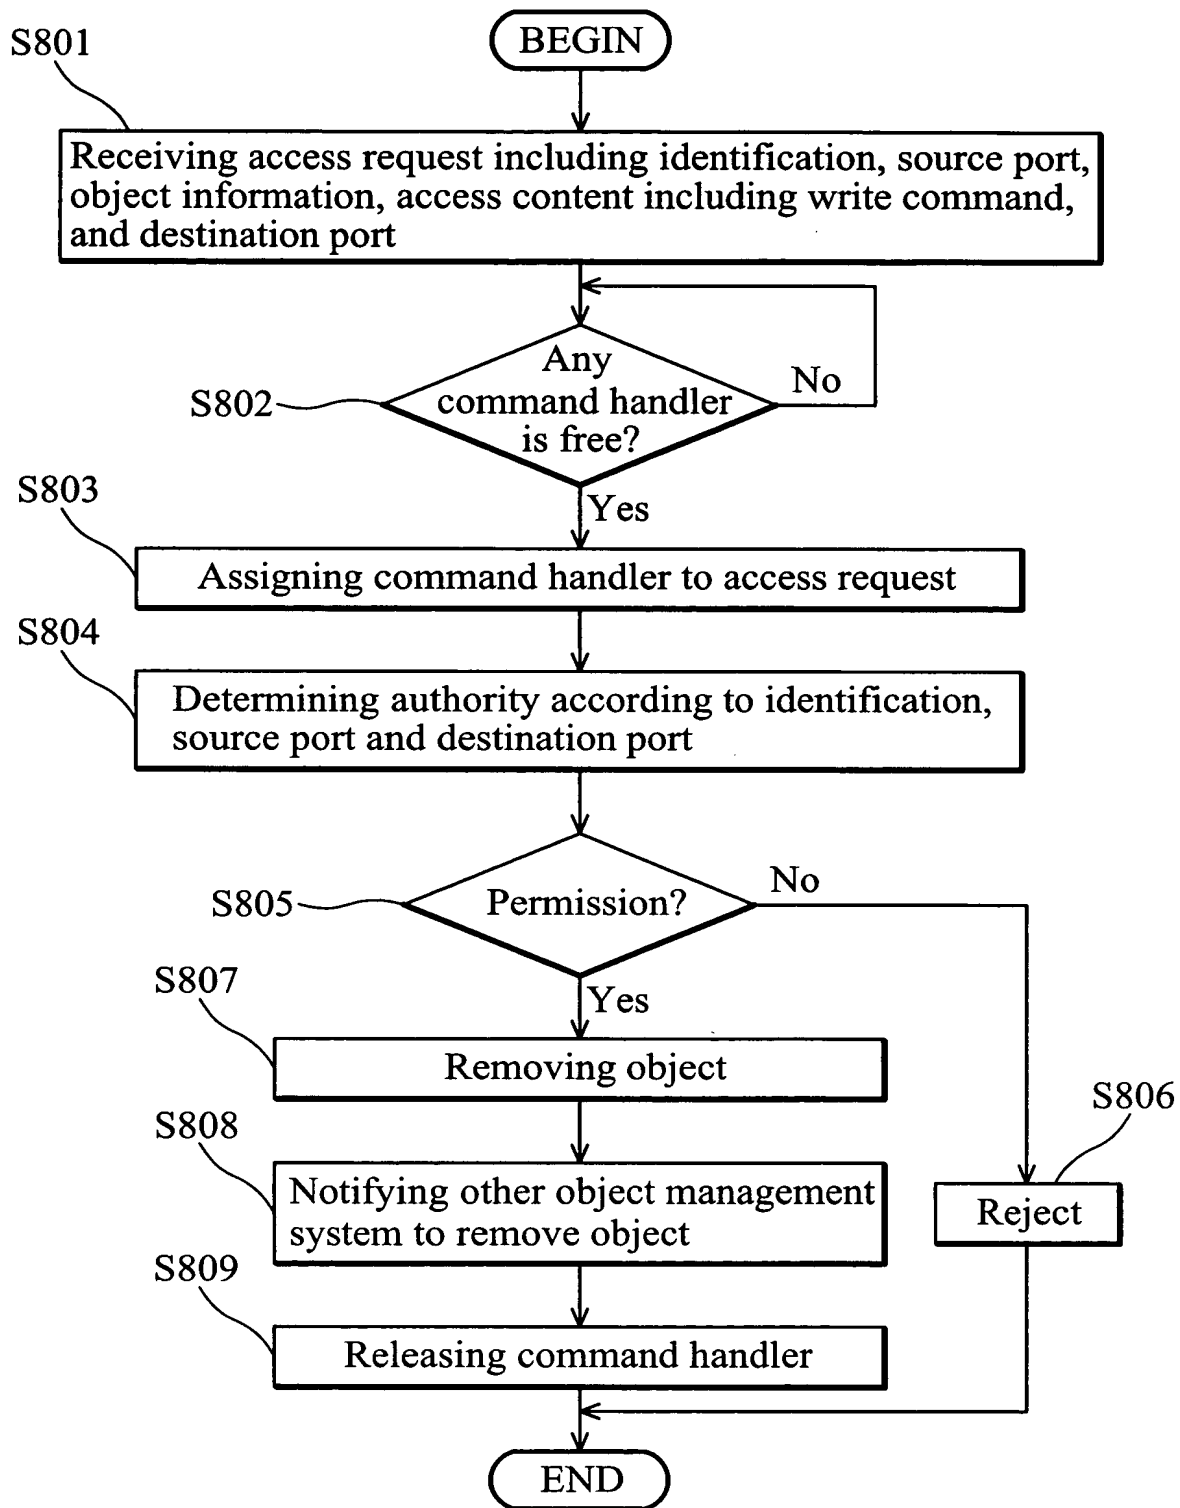 BEGIN
S801
Receiving access request including identification, source port,
object information, access content including write command,
and destination port
S802
Any
command handler
is free?
No
Yes
S803
Assigning command handler to access request
S804
Determining authority according to identification,
source port and destination port
S805
Permission?
No
Yes
S807
Removing object
S806
Reject
S808
Notifying other object management
system to remove object
S809
Releasing command handler
END